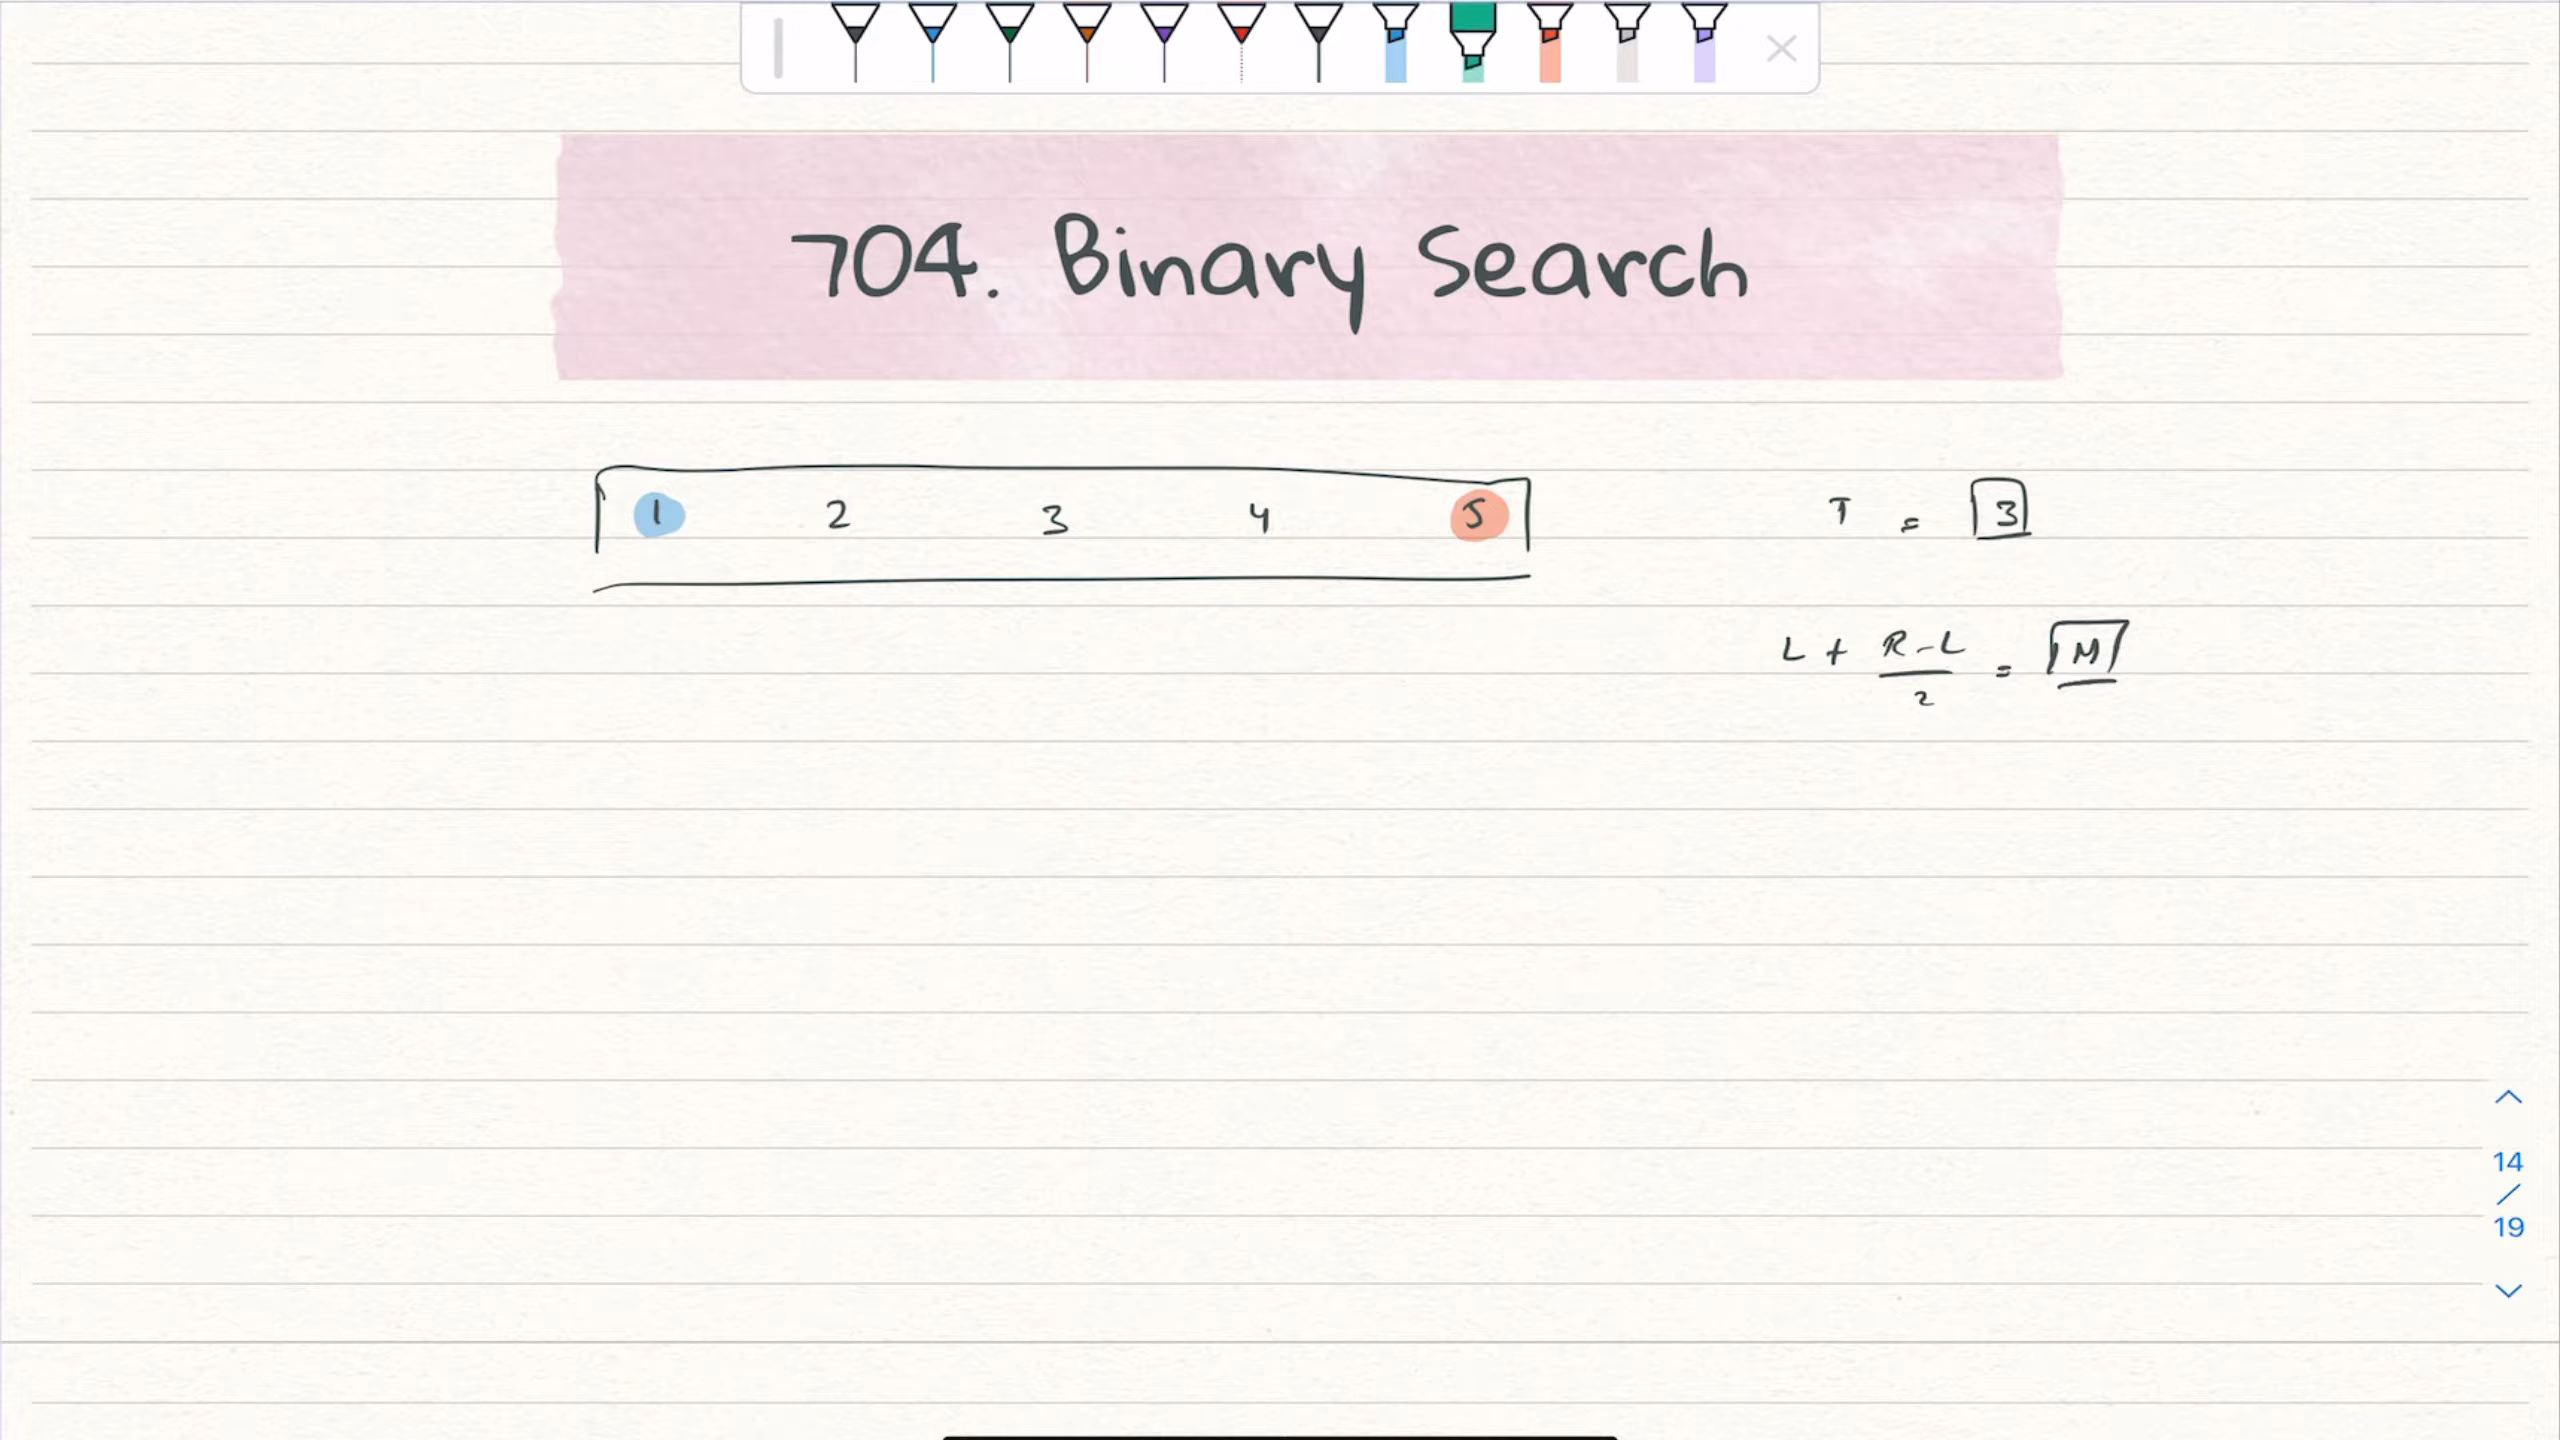 704. Binary Search
1 2 3 4 5 T = 3
L + R-L / 2 = M
14
/
19